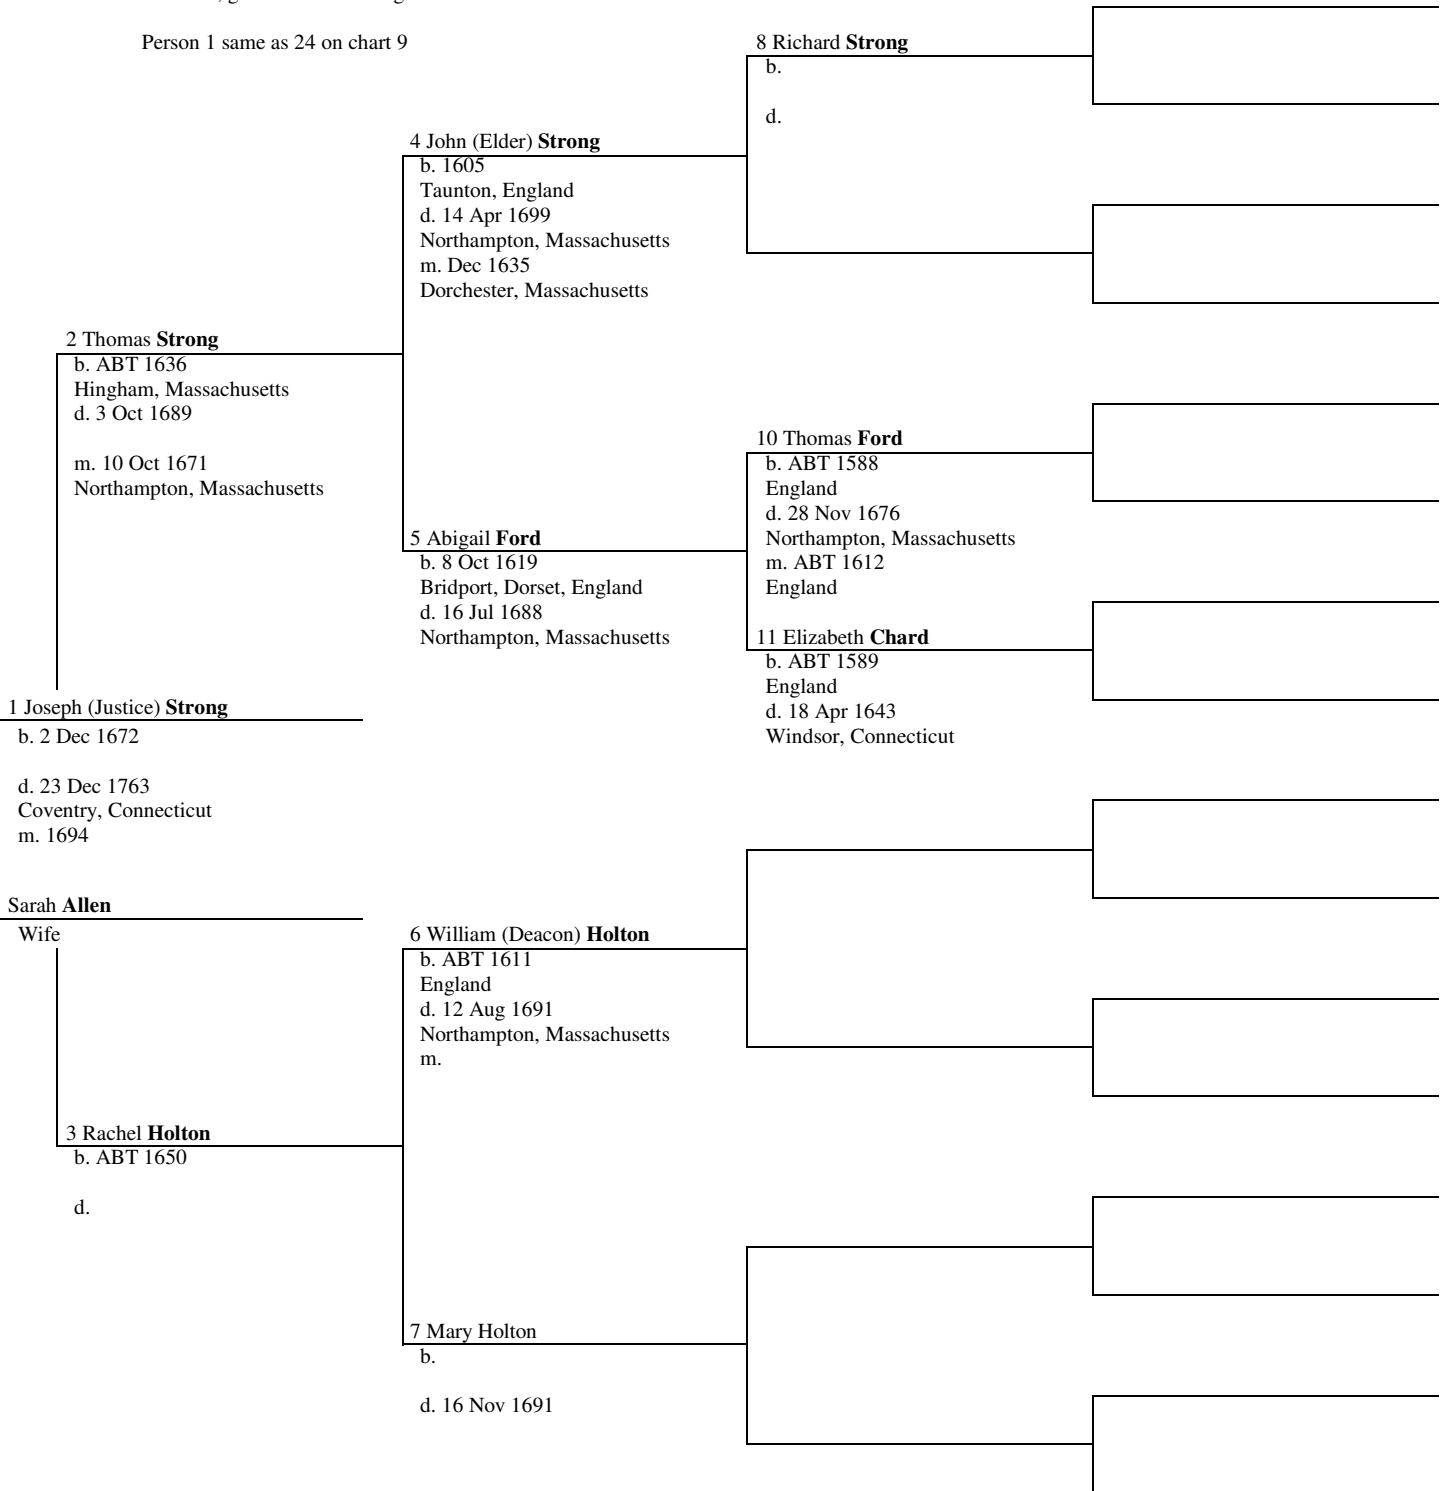 Person 1 same as 24 on chart 9
8 Richard Strong
b.
d.
4 John (Elder) Strong
b. 1605
Taunton, England
d. 14 Apr 1699
Northampton, Massachusetts
m. Dec 1635
Dorchester, Massachusetts
2 Thomas Strong
b. ABT 1636
Hingham, Massachusetts
d. 3 Oct 1689
m. 10 Oct 1671
Northampton, Massachusetts
10 Thomas Ford
b. ABT 1588
England
d. 28 Nov 1676
Northampton, Massachusetts
m. ABT 1612
England
5 Abigail Ford
b. 8 Oct 1619
Bridport, Dorset, England
d. 16 Jul 1688
Northampton, Massachusetts
11 Elizabeth Chard
b. ABT 1589
England
d. 18 Apr 1643
Windsor, Connecticut
1 Joseph (Justice) Strong
b. 2 Dec 1672
d. 23 Dec 1763
Coventry, Connecticut
m. 1694
Sarah Allen
Wife
6 William (Deacon) Holton
b. ABT 1611
England
d. 12 Aug 1691
Northampton, Massachusetts
m.
3 Rachel Holton
b. ABT 1650
d.
7 Mary Holton
b.
d. 16 Nov 1691